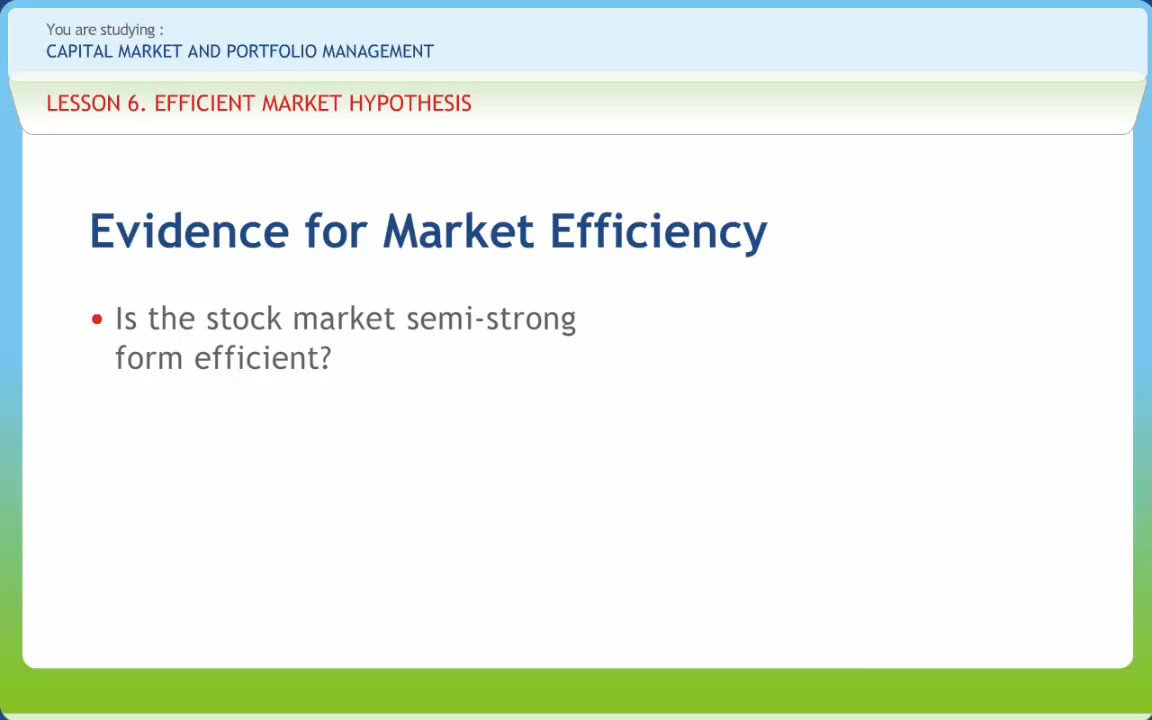 You are studying :
CAPITAL MARKET AND PORTFOLIO MANAGEMENT
LESSON 6. EFFICIENT MARKET HYPOTHESIS
Evidence for Market Efficiency
• Is the stock market semi-strong
form efficient?